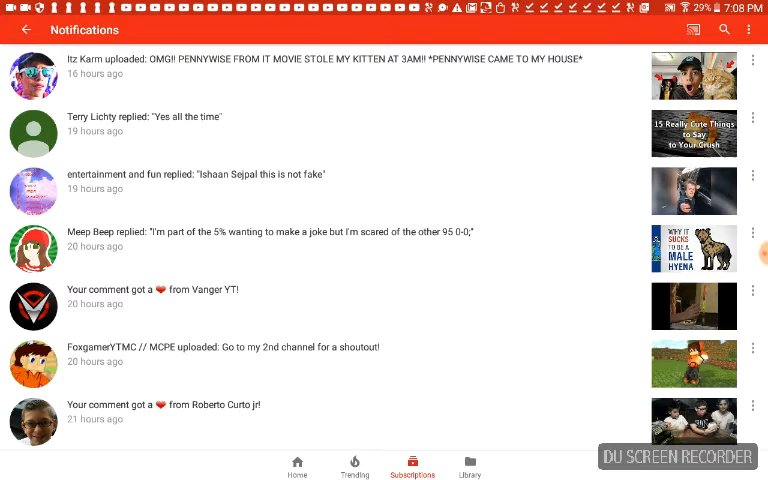 29% 7:08 PM
Notifications
Itz Karm uploaded: OMG!! PENNYWISE FROM IT MOVIE STOLE MY KITTEN AT 3AM!! *PENNYWISE CAME TO MY HOUSE*
16 hours ago
Terry Lichty replied: "Yes all the time"
19 hours ago
15 Really Cute Things
to Say
to Your Crush
entertainment and fun replied: "Ishaan Sejpal this is not fake"
19 hours ago
Meep Beep replied: "I'm part of the 5% wanting to make a joke but I'm scared of the other 95 0-0;"
20 hours ago
WHY IT
SUCKS
TO BE A
MALE
HYENA
Your comment got a ❤ from Vanger YT!
20 hours ago
FoxgamerYTMC // MCPE uploaded: Go to my 2nd channel for a shoutout!
20 hours ago
Your comment got a ❤ from Roberto Curto jr!
21 hours ago
DU SCREEN RECORDER
Home Trending Subscriptions Library